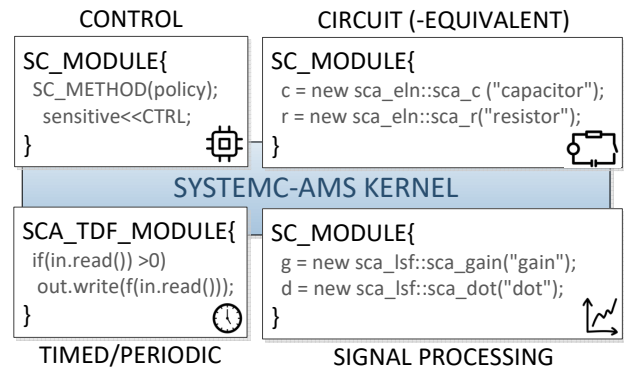 CONTROL
SC_MODULE{
SC_METHOD(policy);
sensitive<<CTRL;
}
CIRCUIT (-EQUIVALENT)
SC_MODULE{
c = new sca_eln::sca_c ("capacitor");
r = new sca_eln::sca_r("resistor");
}
SYSTEMC-AMS KERNEL
SCA_TDF_MODULE{
if(in.read()) >0)
out.write(f(in.read()));
}
TIMED/PERIODIC
SC_MODULE{
g = new sca_lsf::sca_gain("gain");
d = new sca_lsf::sca_dot("dot");
}
SIGNAL PROCESSING